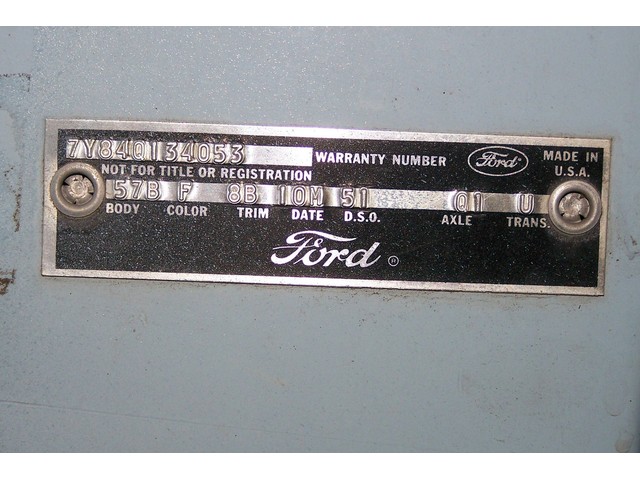 7Y84Q134053 WARRANTY NUMBER Ford MADE IN U.S.A.
NOT FOR TITLE OR REGISTRATION
57B F 8B 10M 51 Q1 U
BODY COLOR TRIM DATE D.S.O. AXLE TRANS.
Ford ®